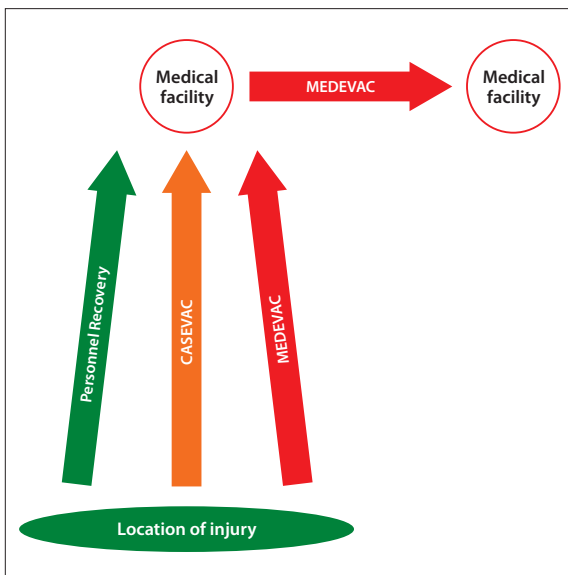 Medical
facility
MEDEVAC
Medical
facility
Personnel Recovery
CASEVAC
MEDEVAC
Location of injury